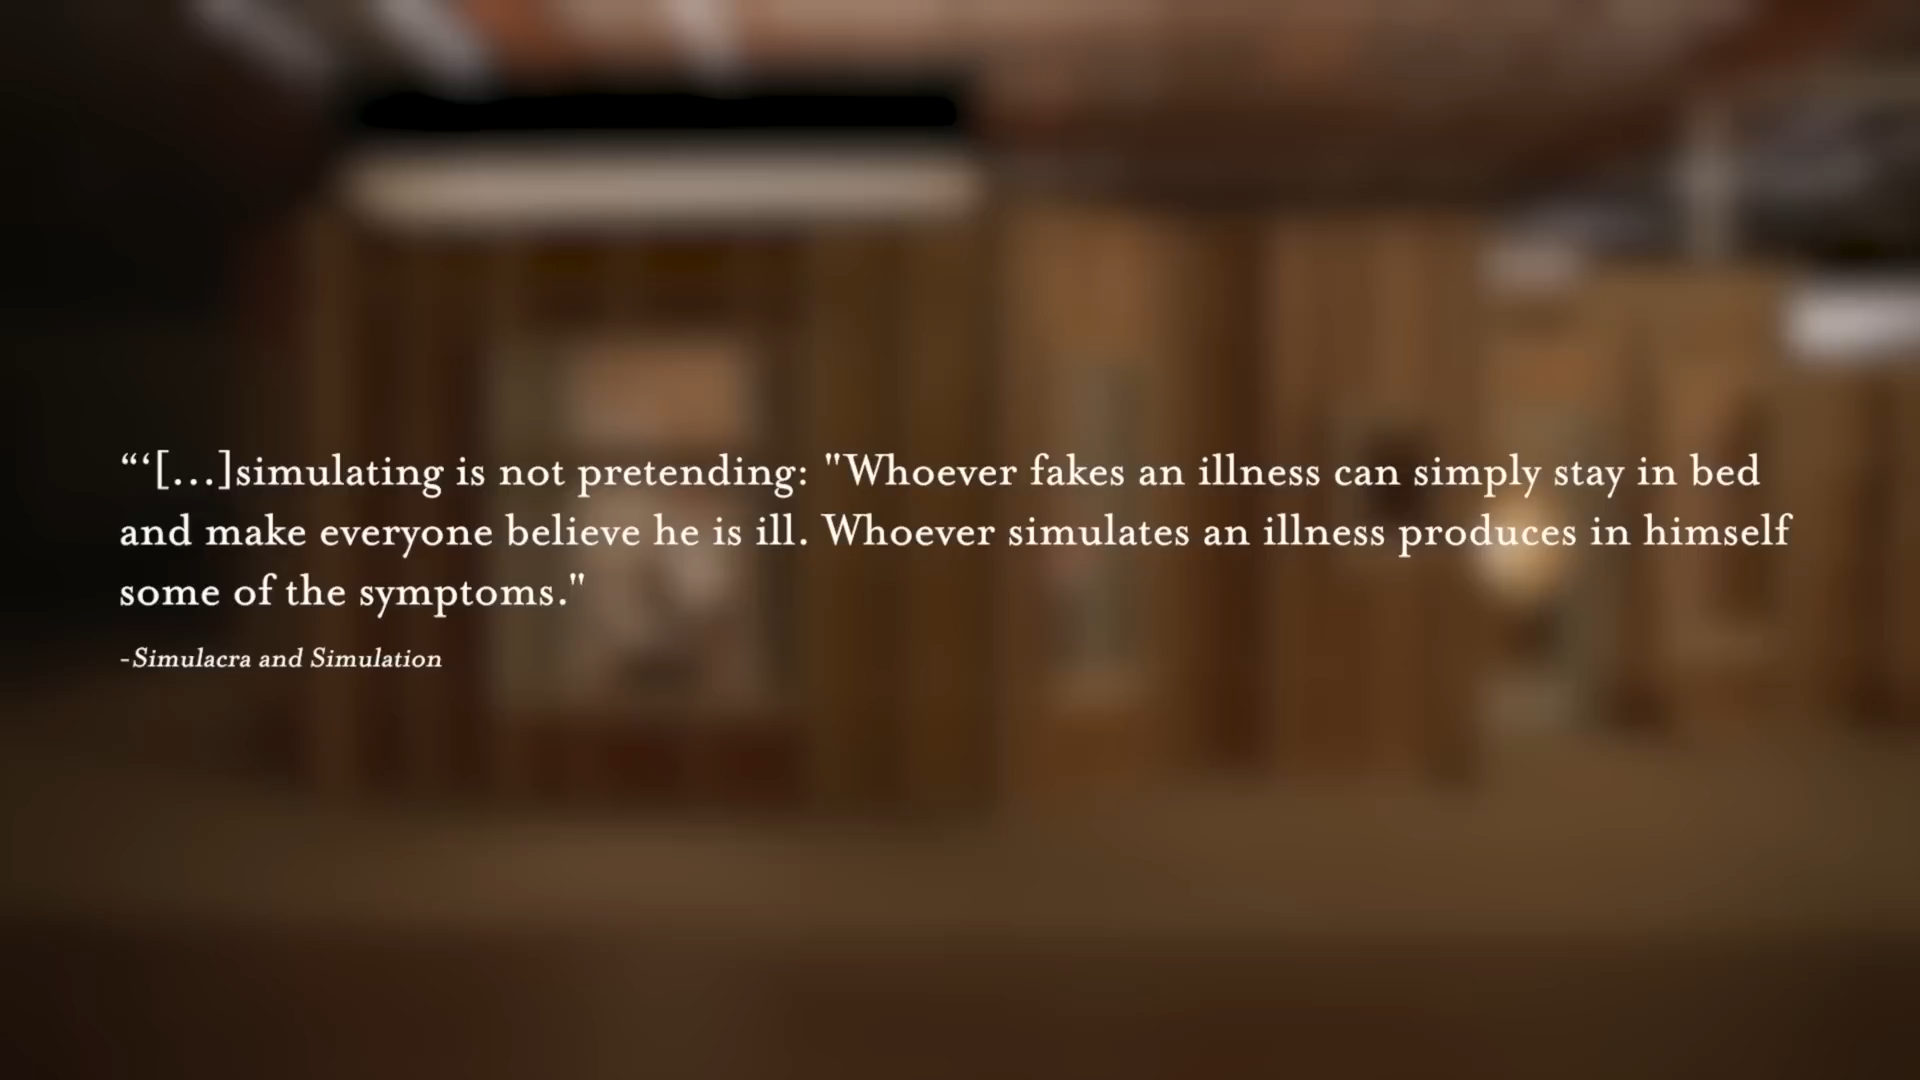 “‘[...]simulating is not pretending: "Whoever fakes an illness can simply stay in bed
and make everyone believe he is ill. Whoever simulates an illness produces in himself
some of the symptoms."
-Simulacra and Simulation